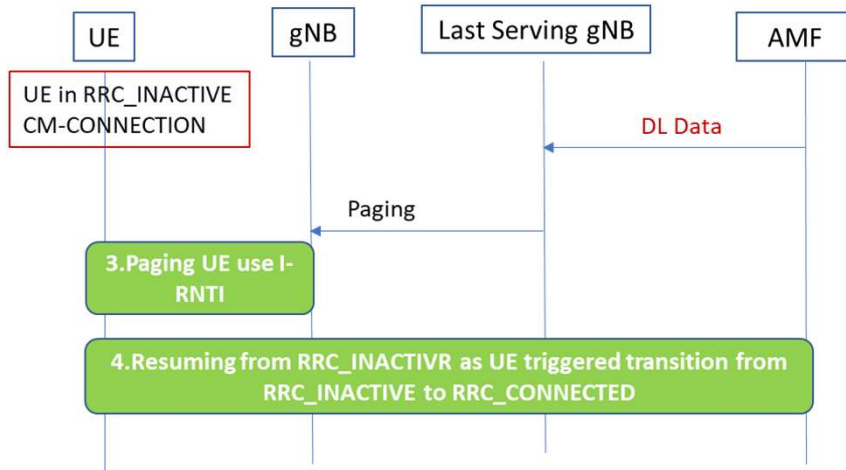 UE
gNB
Last Serving gNB
AMF
UE in RRC_INACTIVE
CM-CONNECTION
DL Data
Paging
3.Paging UE use I-
RNTI
4.Resuming from RRC_INACTIVR as UE triggered transition from
RRC_INACTIVE to RRC_CONNECTED